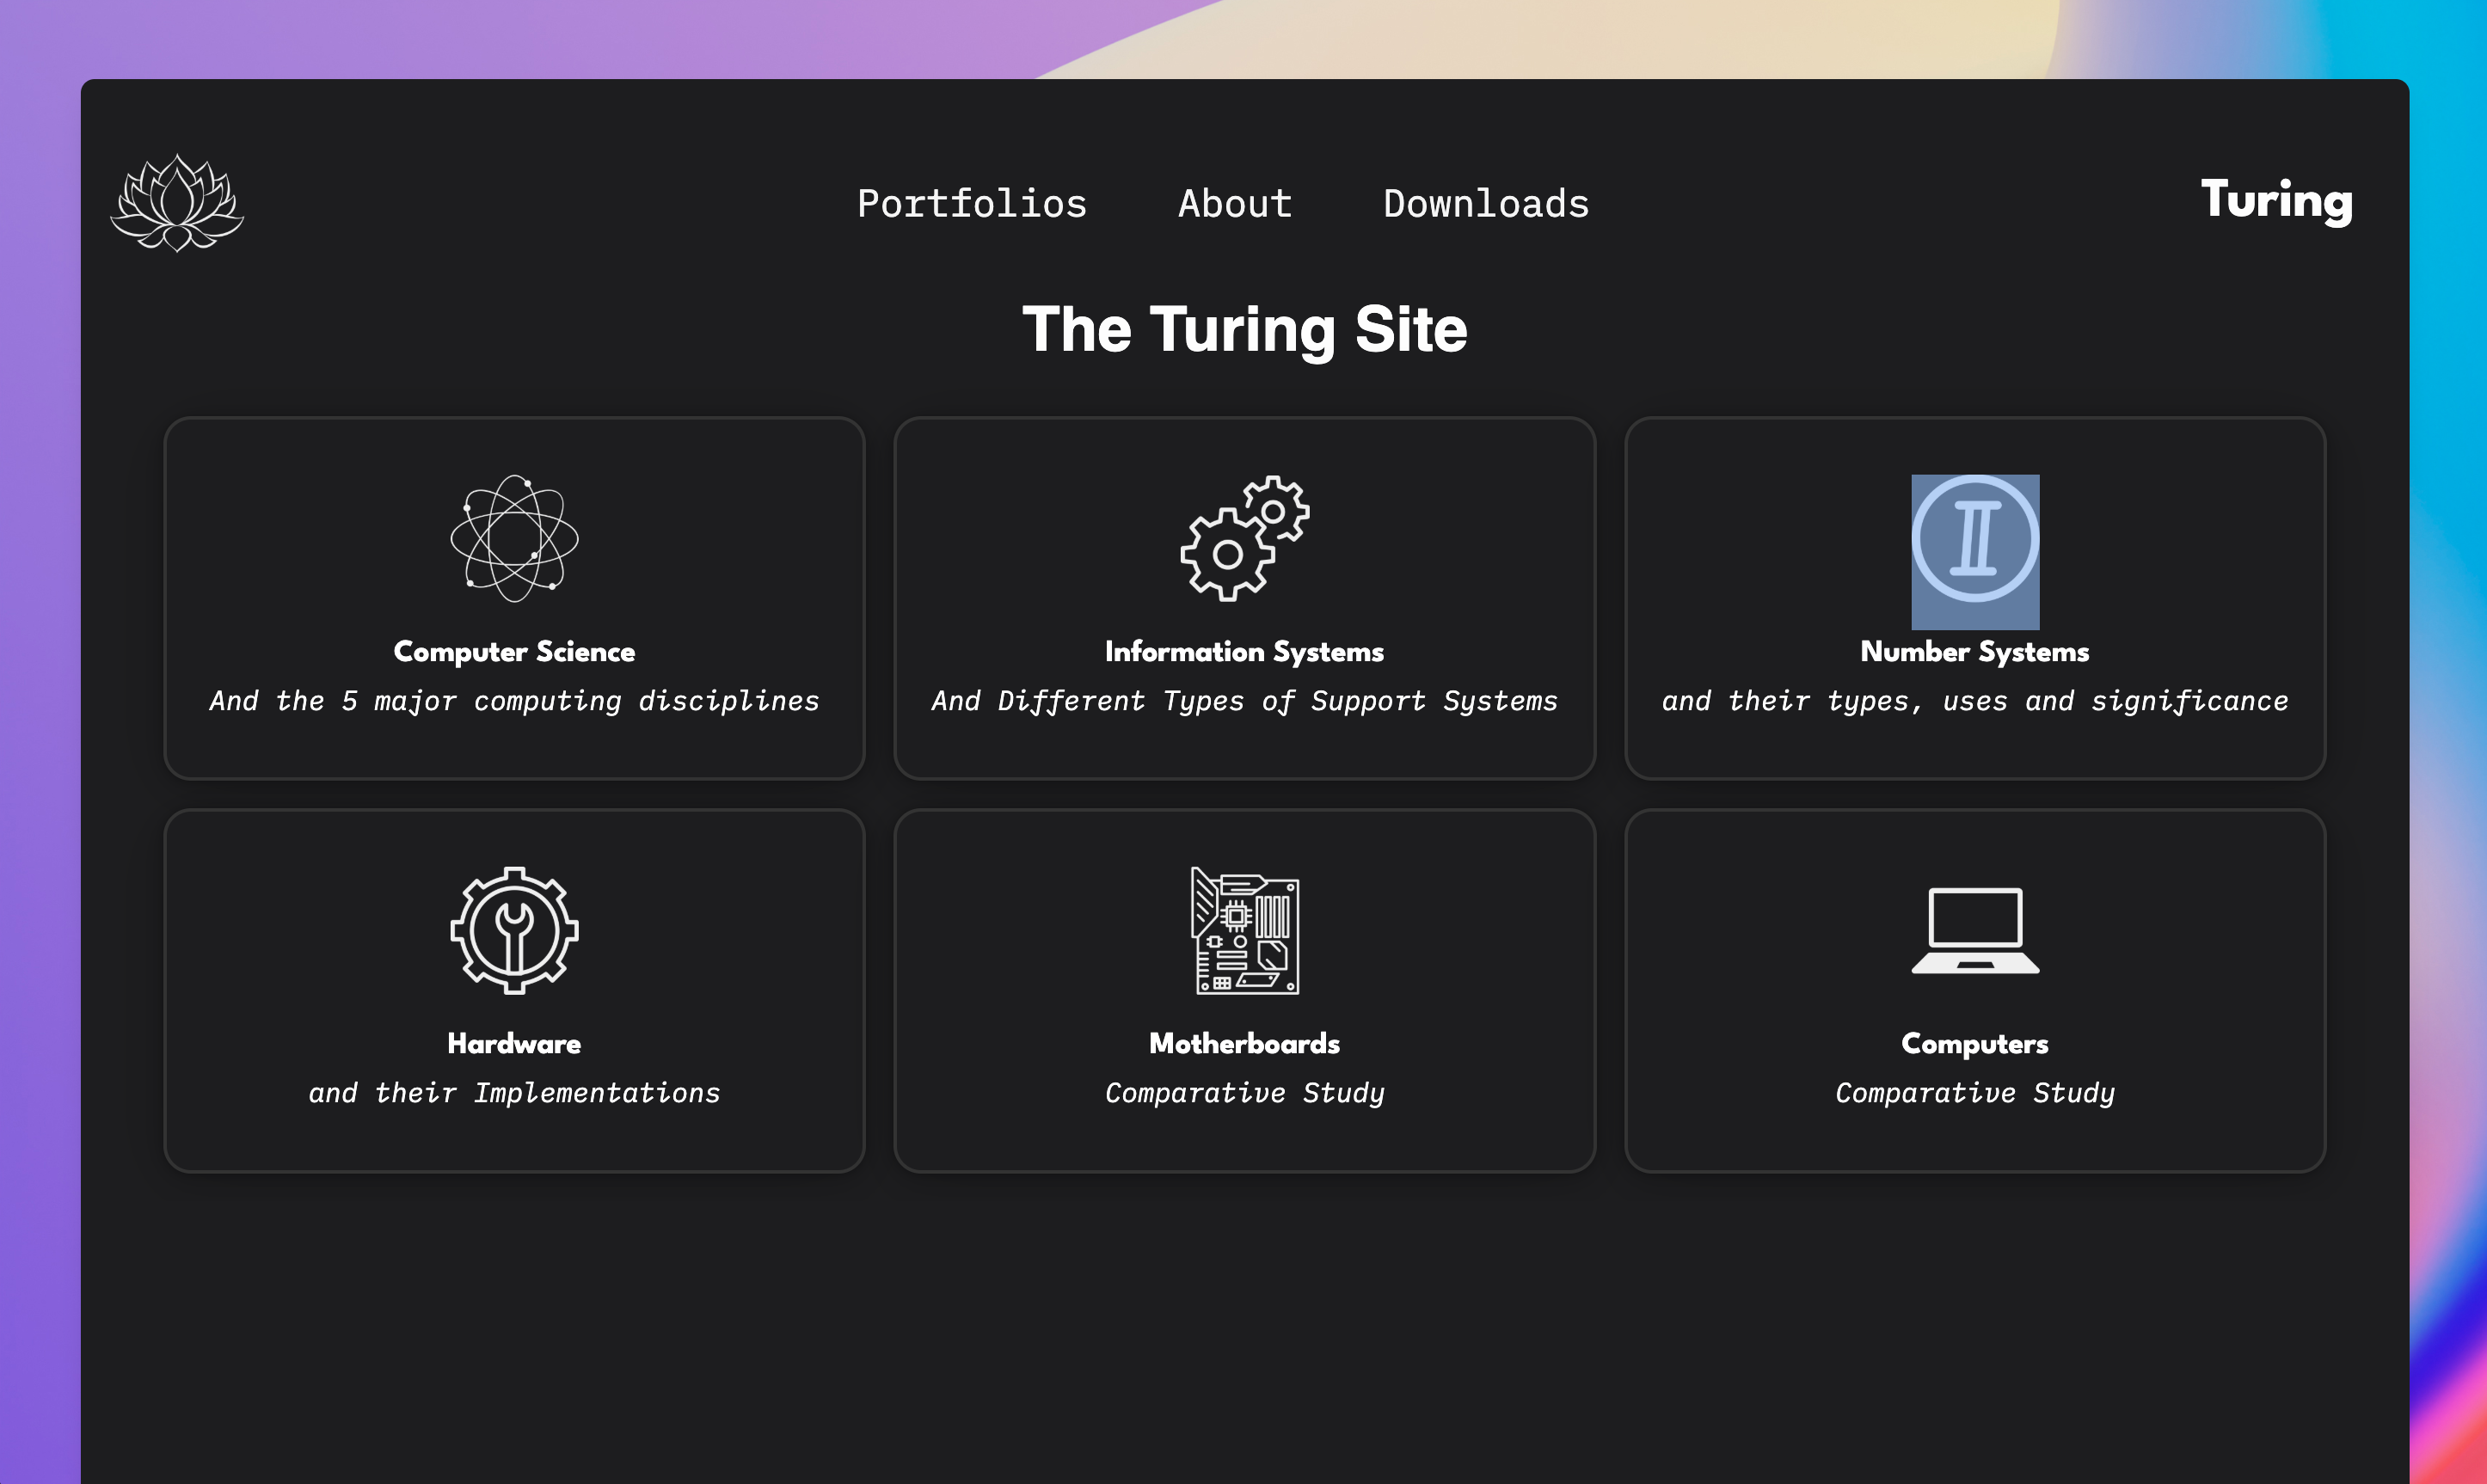 Portfolios About Downloads
Turing
The Turing Site
Computer Science
And the 5 major computing disciplines
Information Systems
And Different Types of Support Systems
Number Systems
and their types, uses and significance
Hardware
and their Implementations
Motherboards
Comparative Study
Computers
Comparative Study